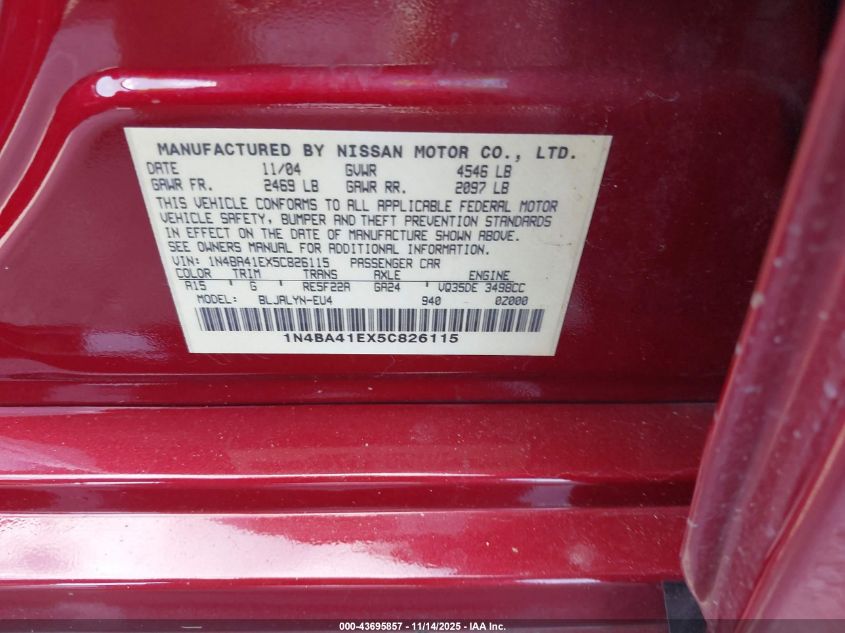 MANUFACTURED BY NISSAN MOTOR CO., LTD.
DATE 11/04 GVWR 4546 LB
GAWR FR. 2469 LB GAWR RR. 2097 LB
THIS VEHICLE CONFORMS TO ALL APPLICABLE FEDERAL MOTOR
VEHICLE SAFETY, BUMPER AND THEFT PREVENTION STANDARDS
IN EFFECT ON THE DATE OF MANUFACTURE SHOWN ABOVE.
SEE OWNERS MANUAL FOR ADDITIONAL INFORMATION.
VIN: 1N4BA41EX5C826115 PASSENGER CAR
COLOR TRIM TRANS AXLE ENGINE
A15 G RE5F22A GA24 VQ35DE 3498CC
MODEL: BLJALYN-EU4 940 0Z000
1N4BA41EX5C826115
000-43695857 - 11/14/2025 - IAA Inc.